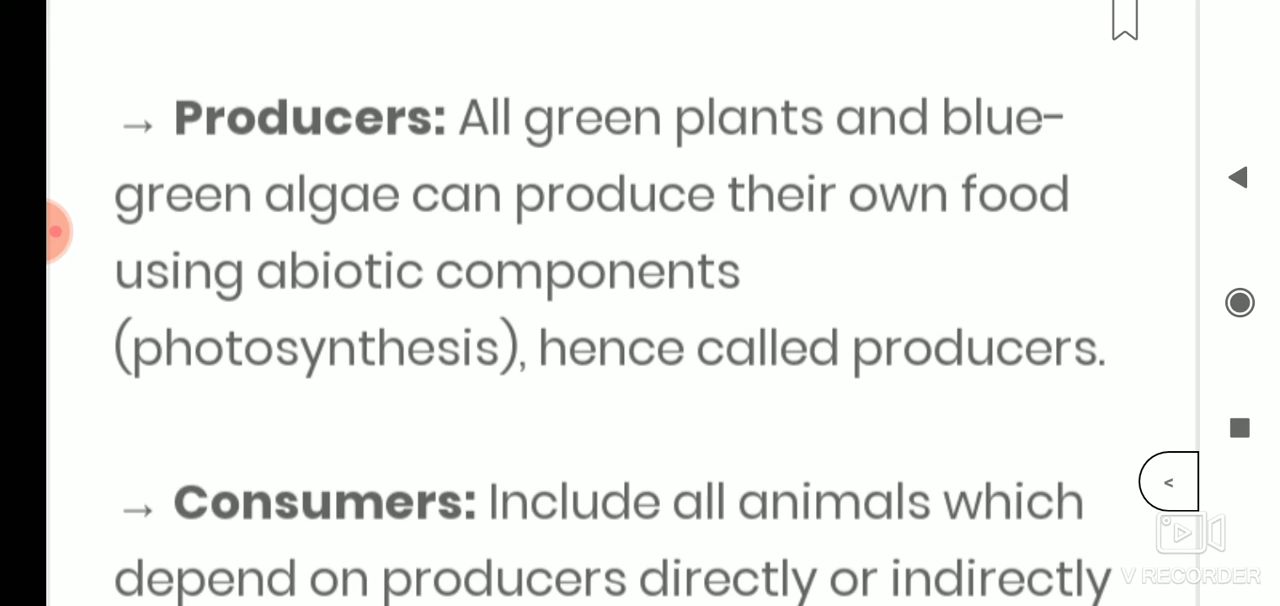 → Producers: All green plants and blue-
green algae can produce their own food
using abiotic components
(photosynthesis), hence called producers.
→ Consumers: Include all animals which
depend on producers directly or indirectly
V RECORDER